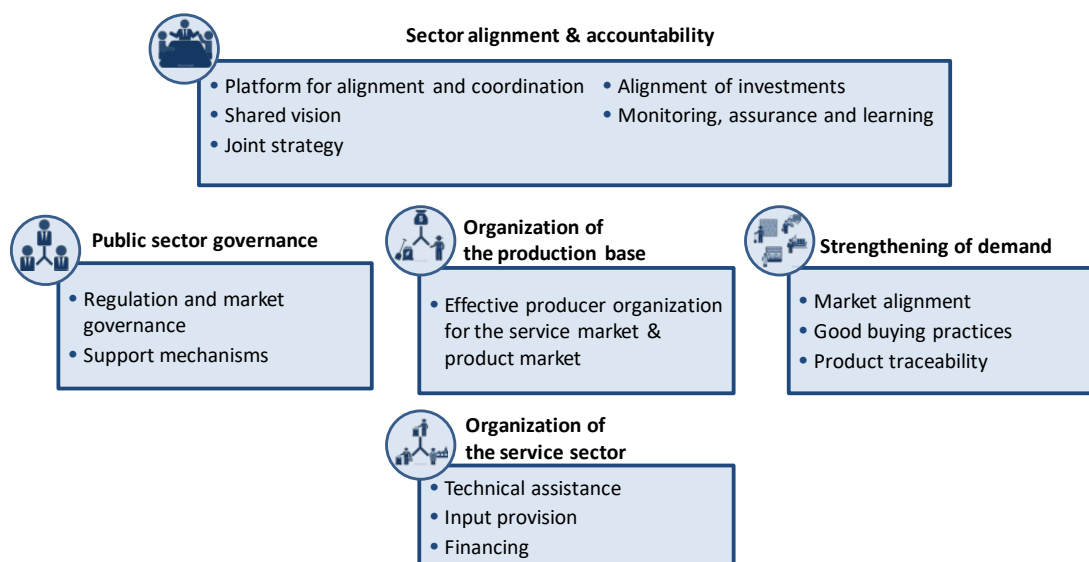 Sector alignment & accountability
• Platform for alignment and coordination
• Shared vision
• Joint strategy
• Alignment of investments
• Monitoring, assurance and learning
Public sector governance
• Regulation and market
governance
• Support mechanisms
Organization of
the production base
• Effective producer organization
for the service market &
product market
Strengthening of demand
• Market alignment
• Good buying practices
• Product traceability
Organization of
the service sector
• Technical assistance
• Input provision
• Financing